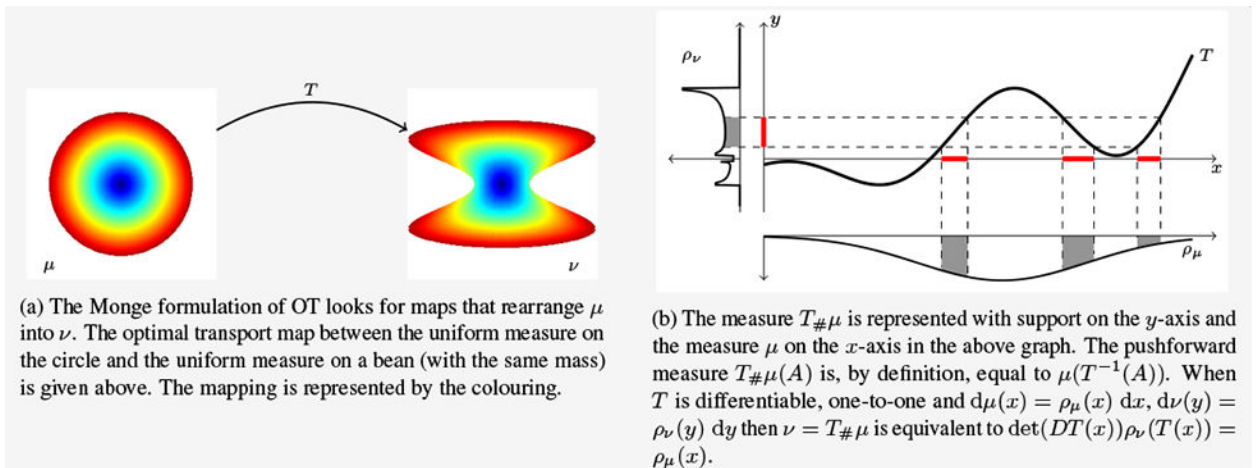 T
μ
ν
(a) The Monge formulation of OT looks for maps that rearrange μ
into ν. The optimal transport map between the uniform measure on
the circle and the uniform measure on a bean (with the same mass)
is given above. The mapping is represented by the colouring.
y
ρ_ν
T
x
ρ_μ
(b) The measure T_#μ is represented with support on the y-axis and
the measure μ on the x-axis in the above graph. The pushforward
measure T_#μ(A) is, by definition, equal to μ(T⁻¹(A)). When
T is differentiable, one-to-one and dμ(x) = ρ_μ(x) dx, dν(y) =
ρ_ν(y) dy then ν = T_#μ is equivalent to det(DT(x))ρ_ν(T(x)) =
ρ_μ(x).